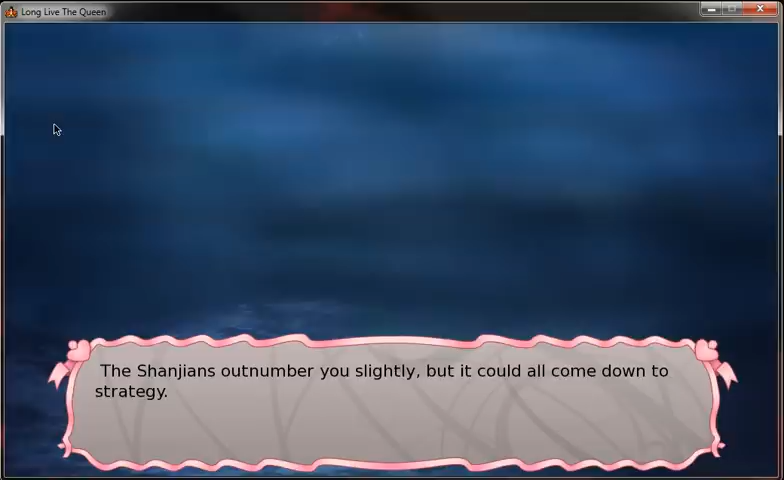 Long Live The Queen
The Shanjians outnumber you slightly, but it could all come down to
strategy.